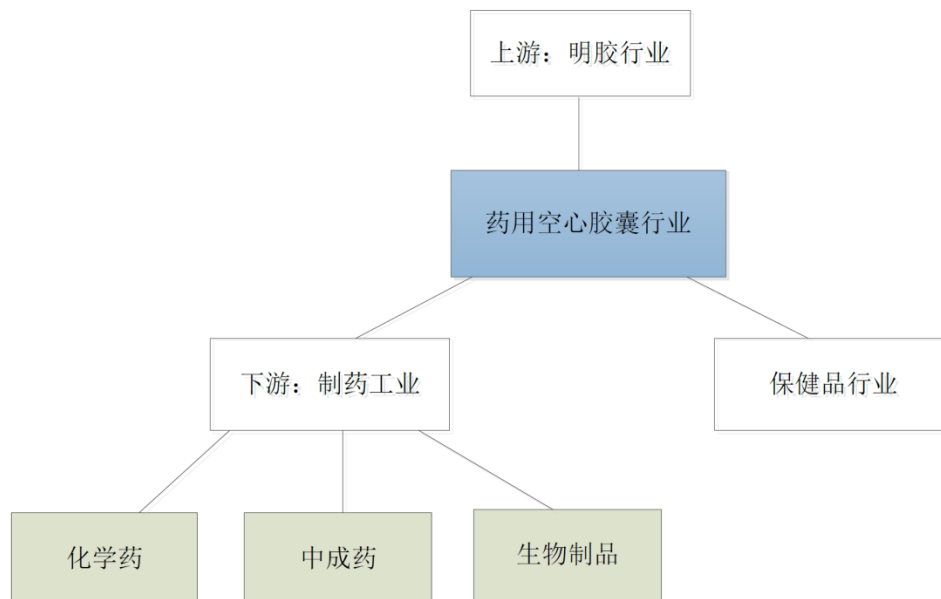 上游：明胶行业
药用空心胶囊行业
下游：制药工业
保健品行业
化学药
中成药
生物制品